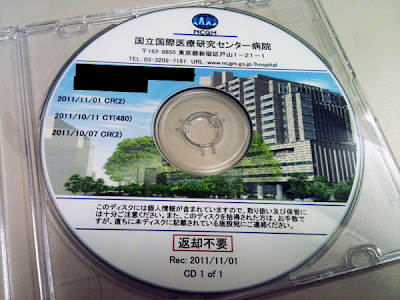 NCGM
国立国際医療研究センター病院
〒162-8655 東京都新宿区戸山1-21-1
TEL: 03-3202-7181 URL:www.ncgm.go.jp/hospital
2011/11/01 CR(2)
2011/10/11 CT(480)
2011/10/07 CR(2)
このディスクには個人情報が含まれていますので、取り扱い及び保管に
は十分ご注意ください。また、このディスクを拾得された方は、お手数で
すが、直ちに本ディスクに記載されている施設宛にご連絡ください。
返却不要
Rec: 2011/11/01
CD 1 of 1